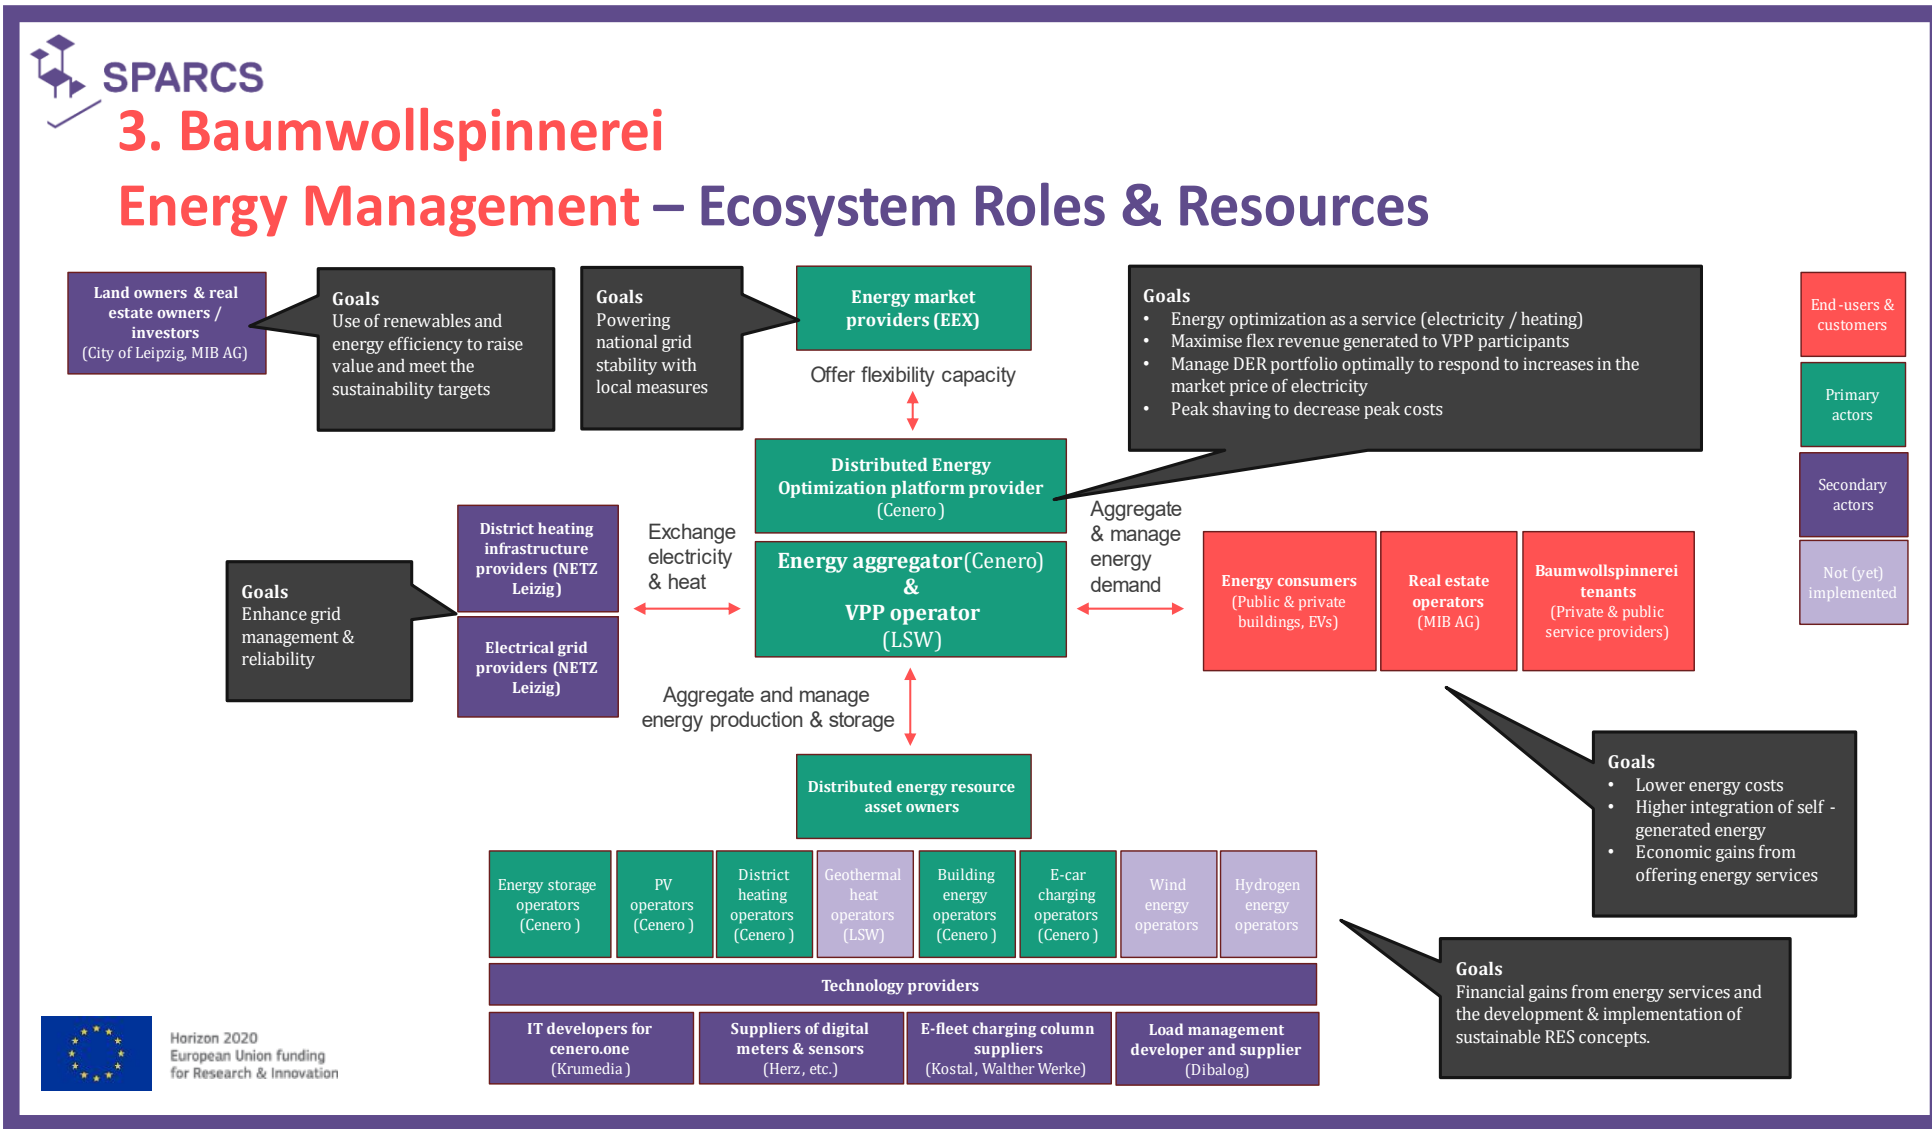 SPARCS
3. Baumwollspinnerei
Energy Management – Ecosystem Roles & Resources
Land owners & real
estate owners /
investors
(City of Leipzig, MIB AG)
Goals
Use of renewables and
energy efficiency to raise
value and meet the
sustainability targets
Goals
Powering
national grid
stability with
local measures
Energy market
providers (EEX)
Offer flexibility capacity
Goals
• Energy optimization as a service (electricity / heating)
• Maximise flex revenue generated to VPP participants
• Manage DER portfolio optimally to respond to increases in the
market price of electricity
• Peak shaving to decrease peak costs
End-users &
customers
Primary
actors
Secondary
actors
Not (yet)
implemented
Distributed Energy
Optimization platform provider
(Cenero )
Energy aggregator(Cenero)
&
VPP operator
(LSW)
Goals
Enhance grid
management &
reliability
District heating
infrastructure
providers (NETZ
Leizig)
Electrical grid
providers (NETZ
Leizig)
Exchange
electricity
& heat
Aggregate
& manage
energy
demand
Energy consumers
(Public & private
buildings, EVs)
Real estate
operators
(MIB AG)
Baumwollspinnerei
tenants
(Private & public
service providers)
Aggregate and manage
energy production & storage
Goals
• Lower energy costs
• Higher integration of self -
generated energy
• Economic gains from
offering energy services
Distributed energy resource
asset owners
Energy storage
operators
(Cenero )
PV
operators
(Cenero )
District
heating
operators
(Cenero )
Geothermal
heat
operators
(LSW)
Building
energy
operators
(Cenero )
E-car
charging
operators
(Cenero )
Wind
energy
operators
Hydrogen
energy
operators
Goals
Financial gains from energy services and
the development & implementation of
sustainable RES concepts.
Technology providers
IT developers for
cenero.one
(Krumedia )
Suppliers of digital
meters & sensors
(Herz, etc.)
E-fleet charging column
suppliers
(Kostal, Walther Werke)
Load management
developer and supplier
(Dibalog)
Horizon 2020
European Union funding
for Research & Innovation